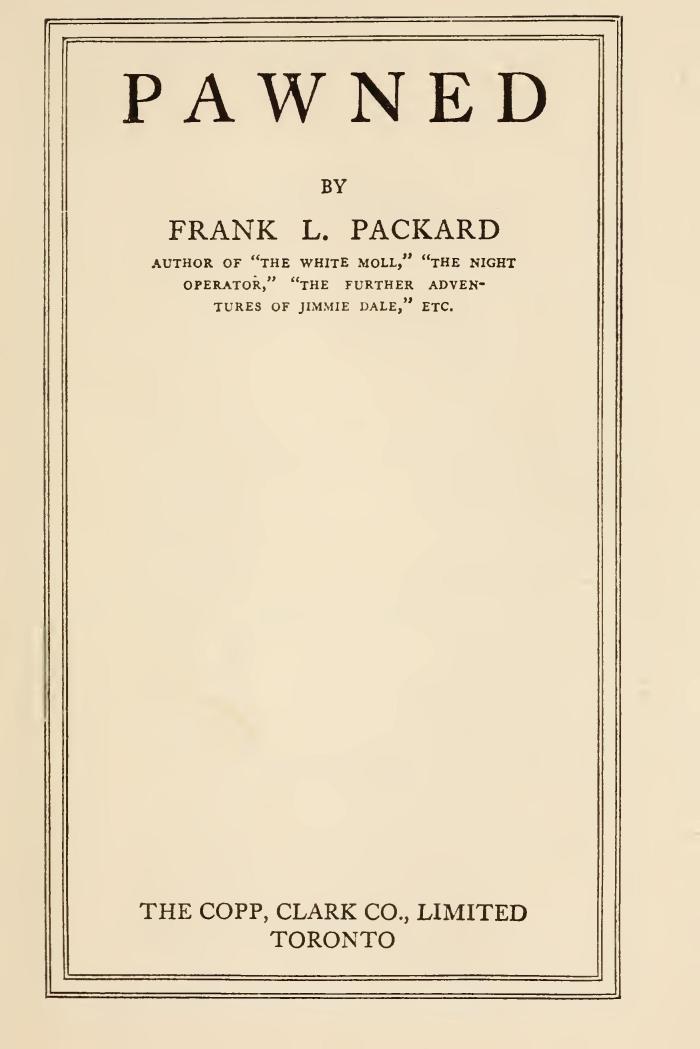 PAWNED
BY
FRANK L. PACKARD
AUTHOR OF “THE WHITE MOLL,” “THE NIGHT
OPERATOR,” “THE FURTHER ADVEN-
TURES OF JIMMIE DALE,” ETC.
THE COPP, CLARK CO., LIMITED
TORONTO